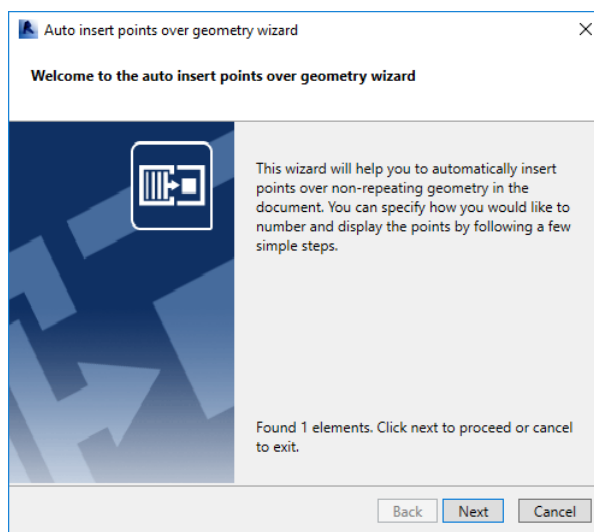 Auto insert points over geometry wizard
Welcome to the auto insert points over geometry wizard
This wizard will help you to automatically insert
points over non-repeating geometry in the
document. You can specify how you would like to
number and display the points by following a few
simple steps.
Found 1 elements. Click next to proceed or cancel
to exit.
Back Next Cancel